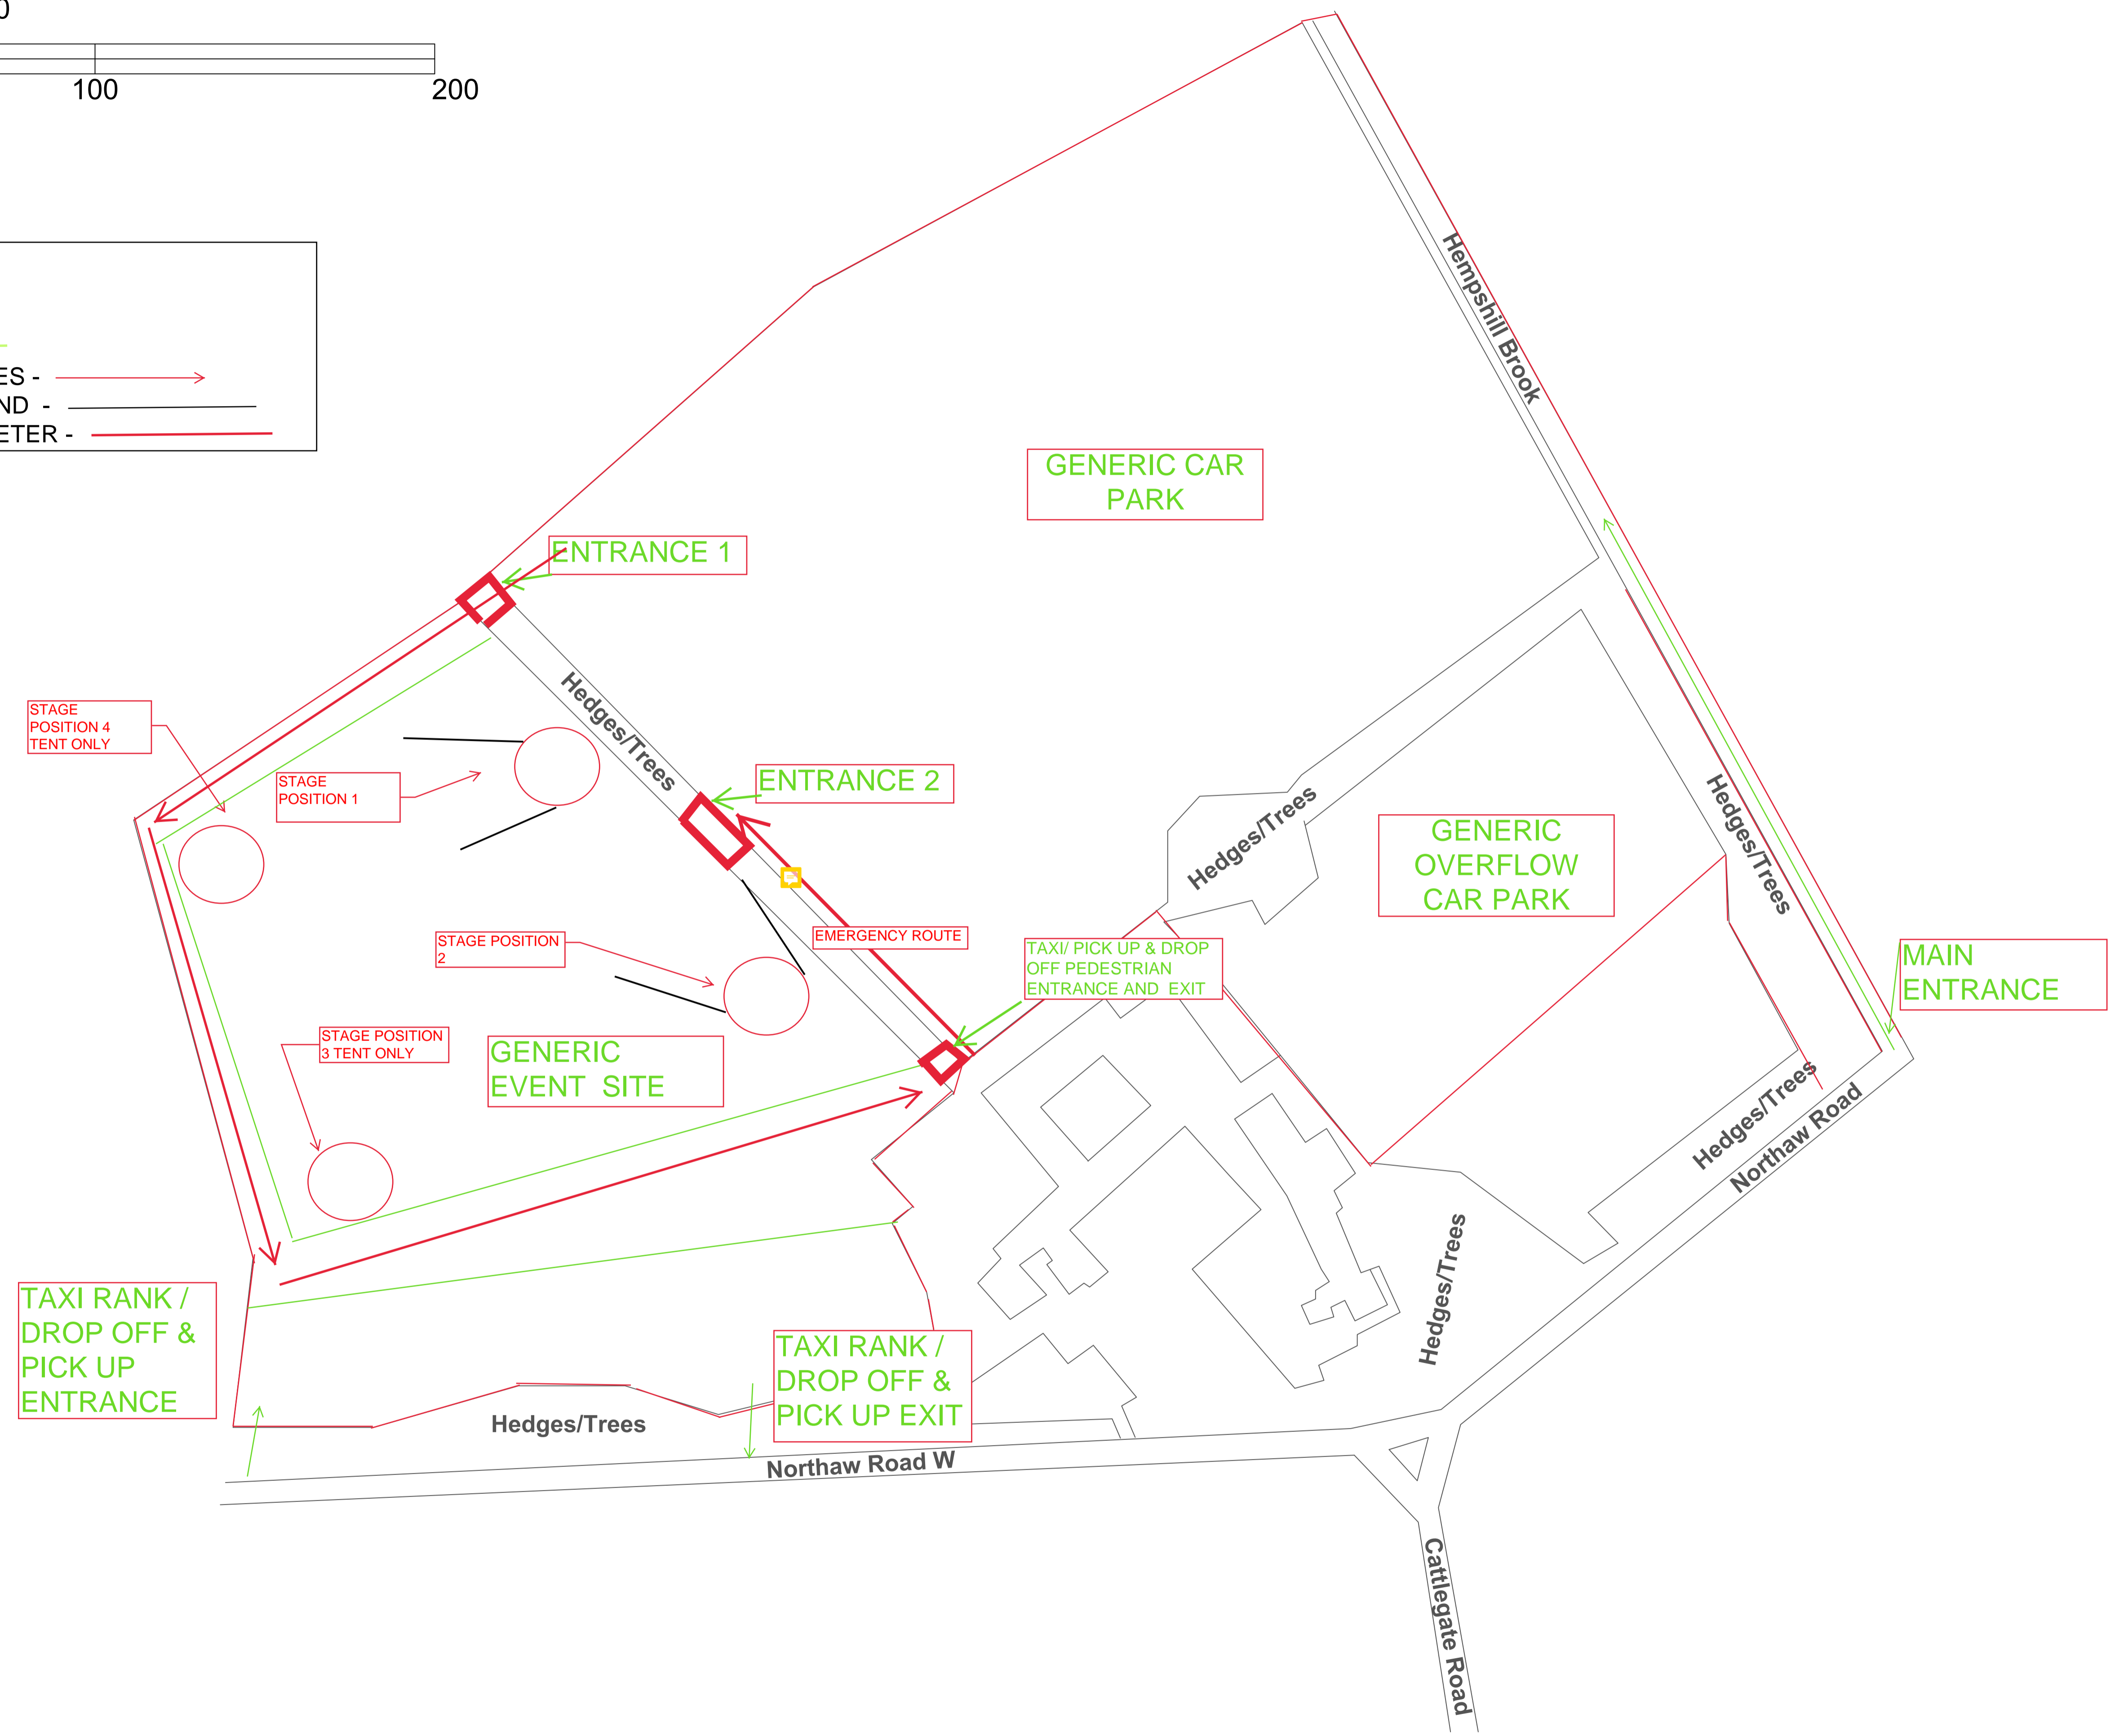 100
200
ES -
ND -
ETER -
Hempshill Brook
GENERIC CAR
PARK
ENTRANCE 1
Hedges/Trees
STAGE
POSITION 4
TENT ONLY
STAGE
POSITION 1
ENTRANCE 2
Hedges/Trees
Hedges/Trees
GENERIC
OVERFLOW
CAR PARK
STAGE POSITION
2
EMERGENCY ROUTE
TAXI/ PICK UP & DROP
OFF PEDESTRIAN
ENTRANCE AND EXIT
MAIN
ENTRANCE
STAGE POSITION
3 TENT ONLY
GENERIC
EVENT SITE
Hedges/Trees
Northaw Road
Hedges/Trees
TAXI RANK /
DROP OFF &
PICK UP
ENTRANCE
TAXI RANK /
DROP OFF &
PICK UP EXIT
Hedges/Trees
Northaw Road W
Cattlegate Road